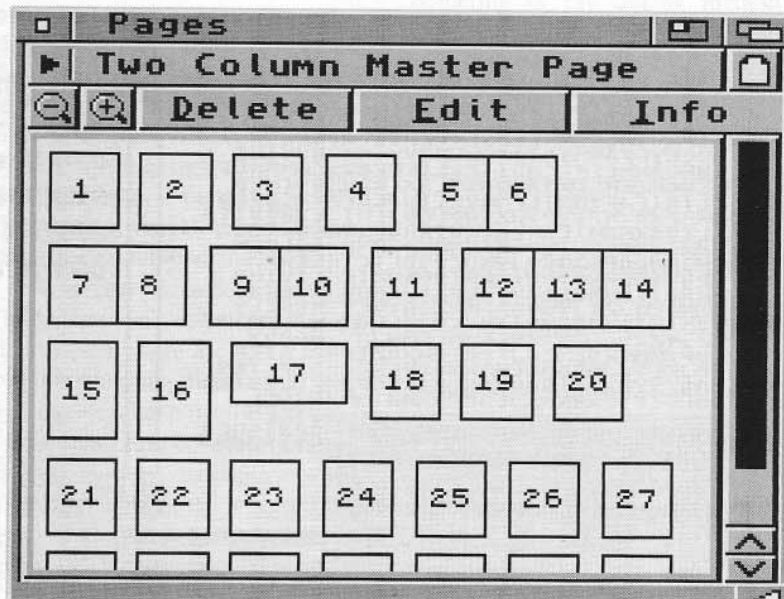 Pages
Two Column Master Page
Delete Edit Info
1 2 3 4 5 6
7 8 9 10 11 12 13 14
15 16 17 18 19 20
21 22 23 24 25 26 27